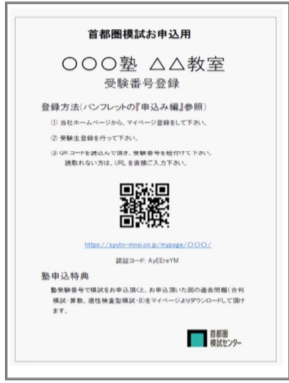 首都圏模試お申込用
〇〇〇塾 △△教室
受験番号登録
登録方法(パンフレットの『申込み編』参照)
① 当社ホームページから、マイページ登録をして下さい。
② 受験生登録を行って下さい。
③ QRコードを読込んで頂き、受験番号を紐付けて下さい。
読取れない方は、URLを直接ご入力下さい。
https://syuto-mosi.co.jp/mypage/〇〇〇/
認証コード: AyEEreYM
塾申込特典
塾受験番号で模試をお申込頂くと、お申込頂いた回の過去問題(合判
模試・算数、適性検査型模試・Ⅱ)をマイページよりダウンロードして頂け
ます。
首都圏
模試センター